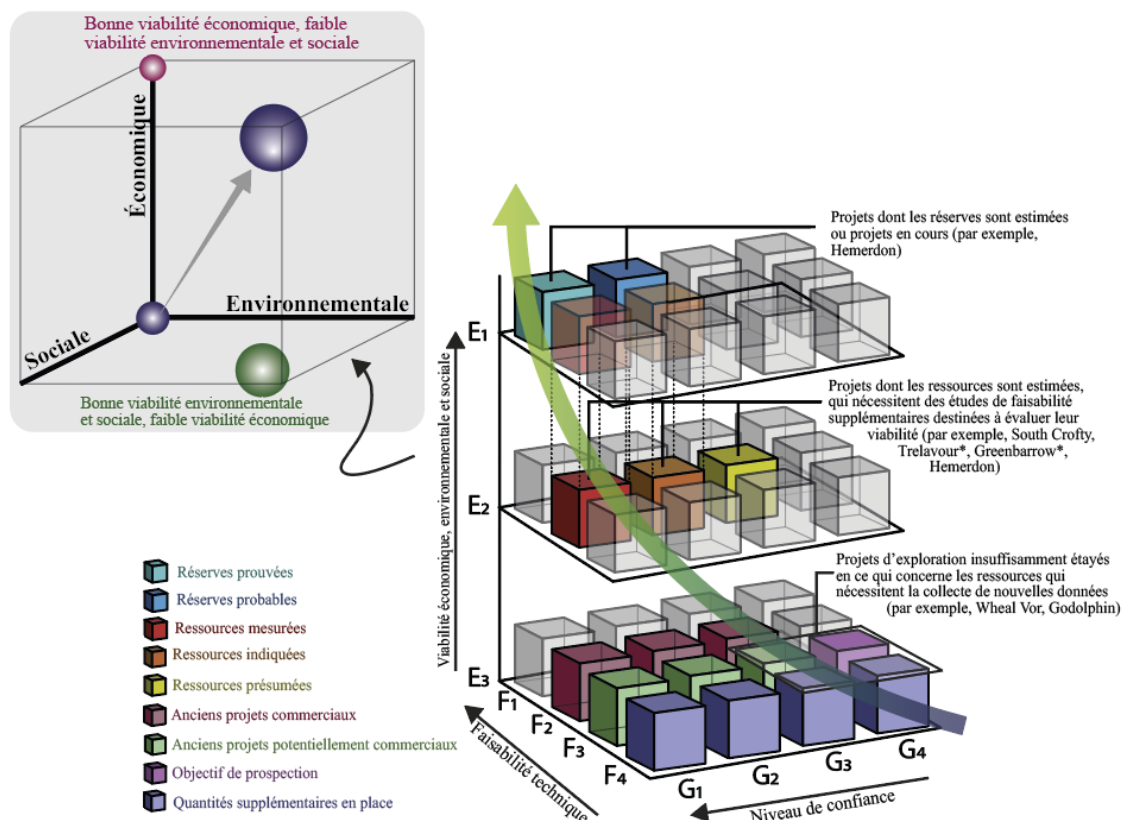 Bonne viabilité économique, faible
viabilité environnementale et sociale
Économique
Environnementale
Sociale
Bonne viabilité environnementale
et sociale, faible viabilité économique
Projets dont les réserves sont estimées
ou projets en cours (par exemple,
Hemerdon)
Projets dont les ressources sont estimées,
qui nécessitent des études de faisabilité
supplémentaires destinées à évaluer leur
viabilité (par exemple, South Crofty,
Trelavour*, Greenbarrow*,
Hemerdon)
Projets d'exploration insuffisamment étayés
en ce qui concerne les ressources qui
nécessitent la collecte de nouvelles données
(par exemple, Wheal Vor, Godolphin)
Viabilité économique, environnementale et sociale
E1
E2
E3
F1
F2
F3
F4
G1
G2
G3
G4
Faisabilité technique
Niveau de confiance
Réserves prouvées
Réserves probables
Ressources mesurées
Ressources indiquées
Ressources présumées
Anciens projets commerciaux
Anciens projets potentiellement commerciaux
Objectif de prospection
Quantités supplémentaires en place